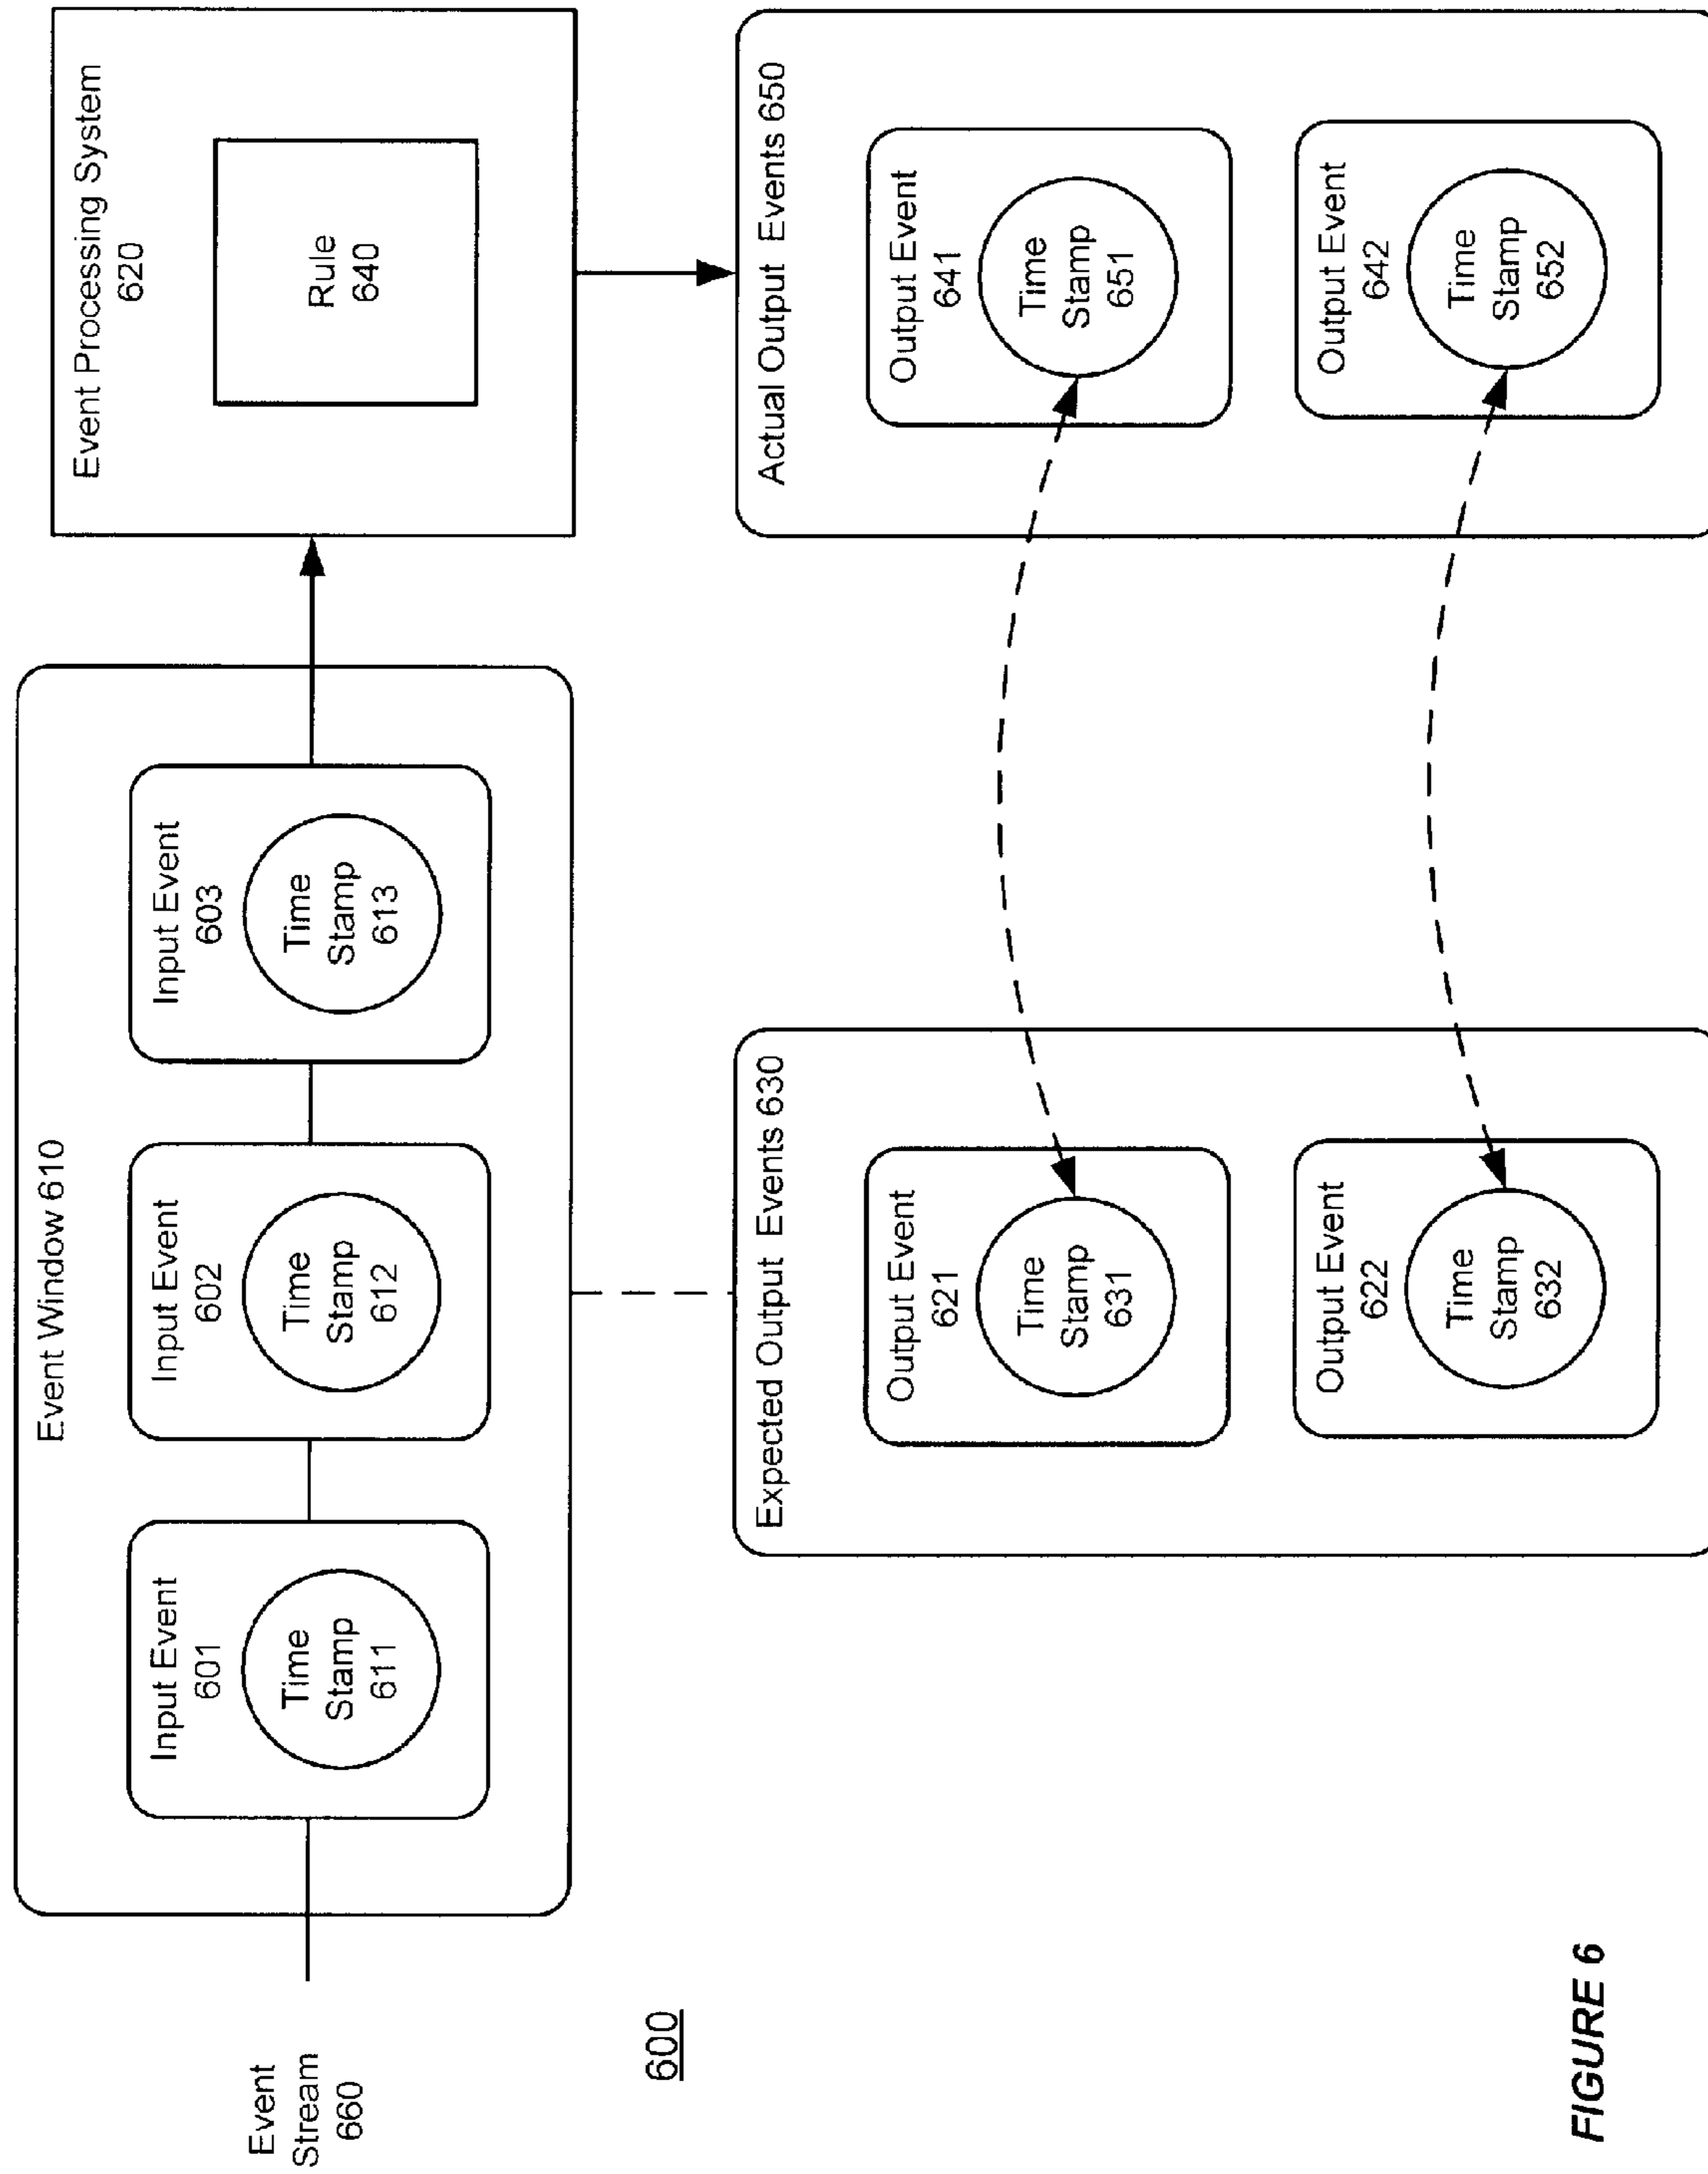 Event
Stream
660
Event Window 610
Input Event
601
Time
Stamp
611
Input Event
602
Time
Stamp
612
Input Event
603
Time
Stamp
613
Event Processing System
620
Rule
640
600
Expected Output Events 630
Output Event
621
Time
Stamp
631
Output Event
622
Time
Stamp
632
Actual Output Events 650
Output Event
641
Time
Stamp
651
Output Event
642
Time
Stamp
652
FIGURE 6